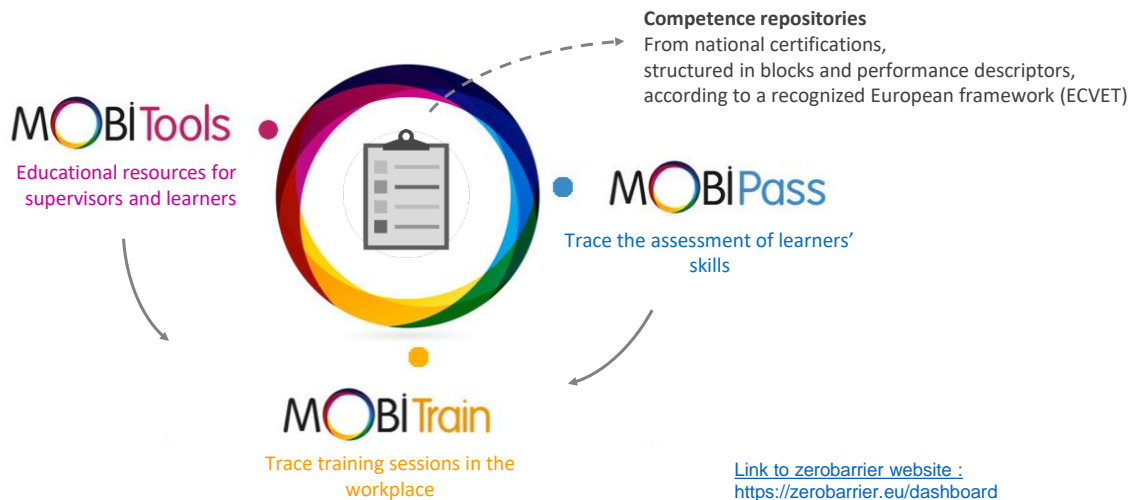 Competence repositories
From national certifications,
structured in blocks and performance descriptors,
according to a recognized European framework (ECVET)
MOBiTools
Educational resources for
supervisors and learners
MOBiPass
Trace the assessment of learners’
skills
MOBiTrain
Trace training sessions in the
workplace
Link to zerobarrier website :
https://zerobarrier.eu/dashboard